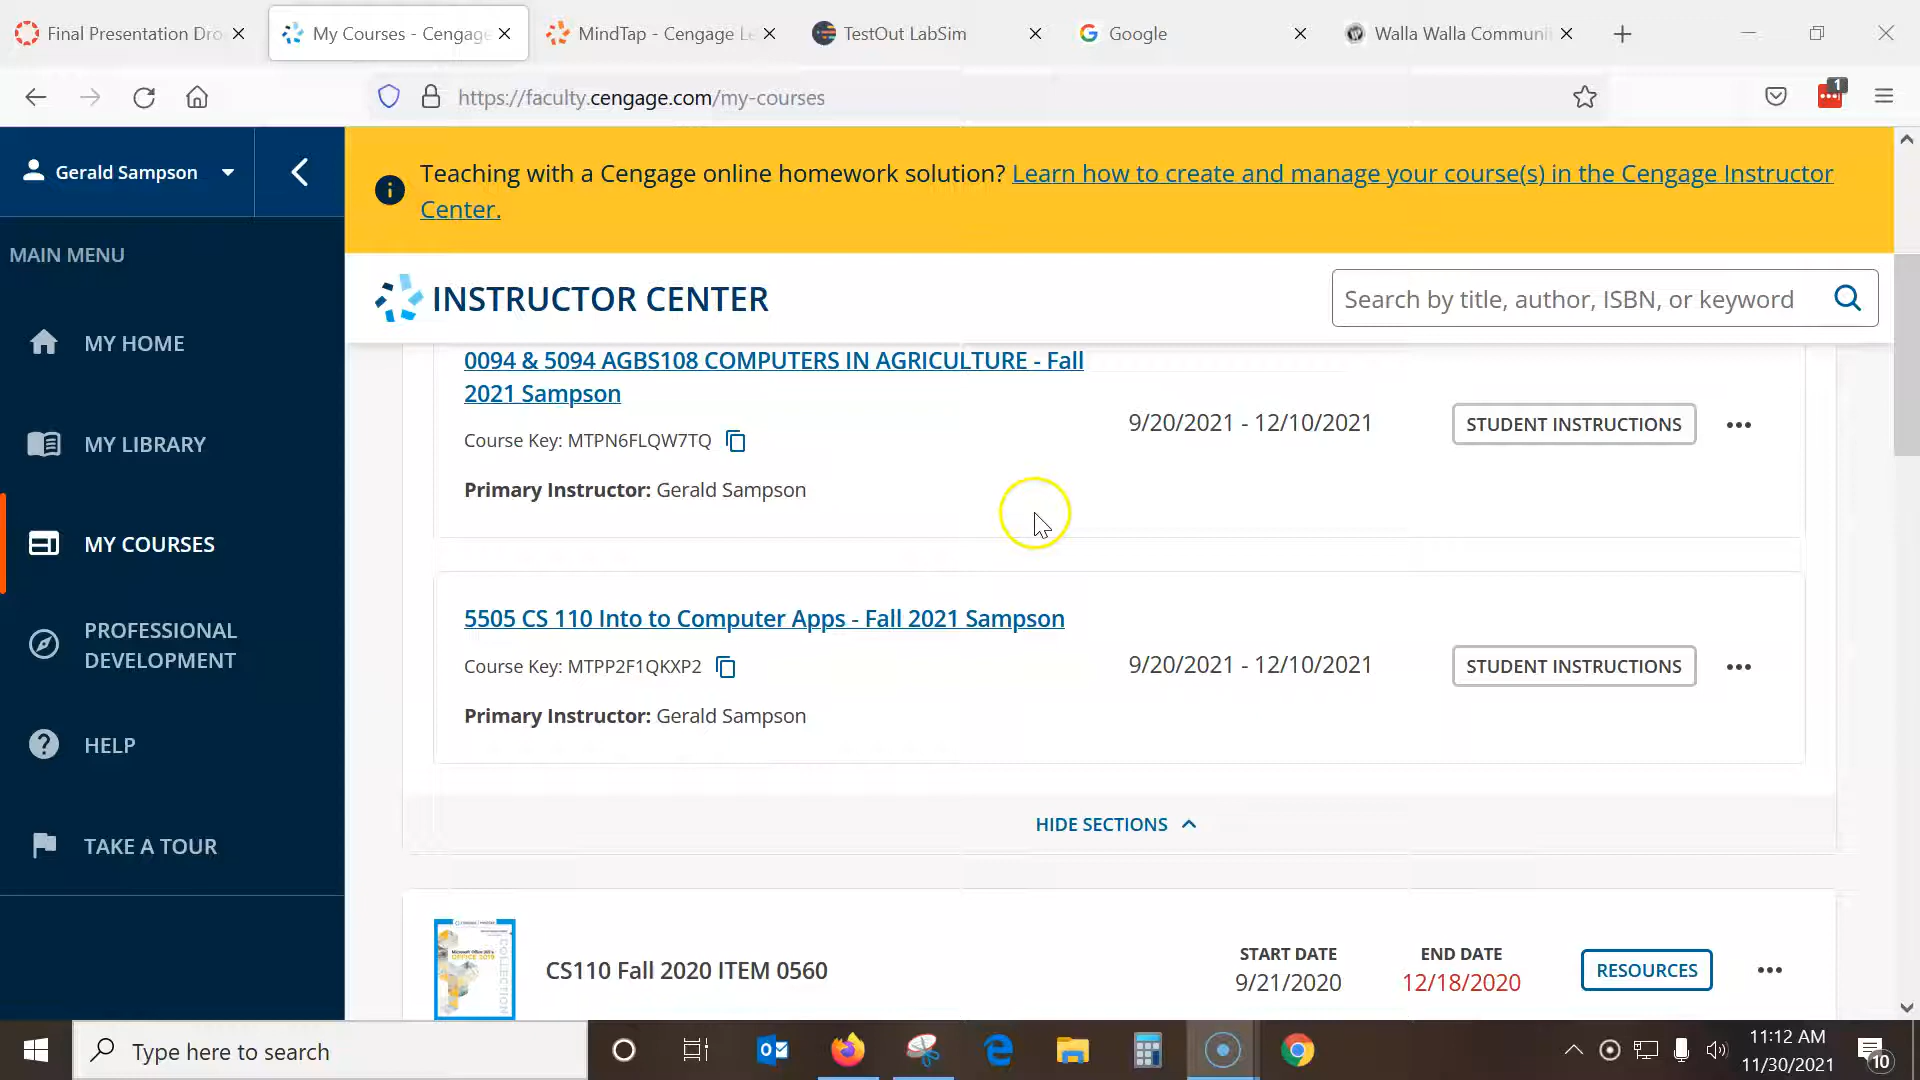 Final Presentation Dro
My Courses - Cengage
MindTap - Cengage Le
TestOut LabSim
Google
Walla Walla Communi
https://faculty.cengage.com/my-courses
1
Gerald Sampson
Teaching with a Cengage online homework solution? Learn how to create and manage your course(s) in the Cengage Instructor
Center.
MAIN MENU
INSTRUCTOR CENTER
Search by title, author, ISBN, or keyword
MY HOME
MY LIBRARY
MY COURSES
PROFESSIONAL
DEVELOPMENT
HELP
TAKE A TOUR
0094 & 5094 AGBS108 COMPUTERS IN AGRICULTURE - Fall
2021 Sampson
9/20/2021 - 12/10/2021
STUDENT INSTRUCTIONS
Course Key: MTPN6FLQW7TQ
Primary Instructor: Gerald Sampson
5505 CS 110 Into to Computer Apps - Fall 2021 Sampson
Course Key: MTPP2F1QKXP2
9/20/2021 - 12/10/2021
STUDENT INSTRUCTIONS
Primary Instructor: Gerald Sampson
HIDE SECTIONS
OFFICE 2019
COLLECTION
CS110 Fall 2020 ITEM 0560
START DATE
9/21/2020
END DATE
12/18/2020
RESOURCES
Type here to search
11:12 AM
11/30/2021
10